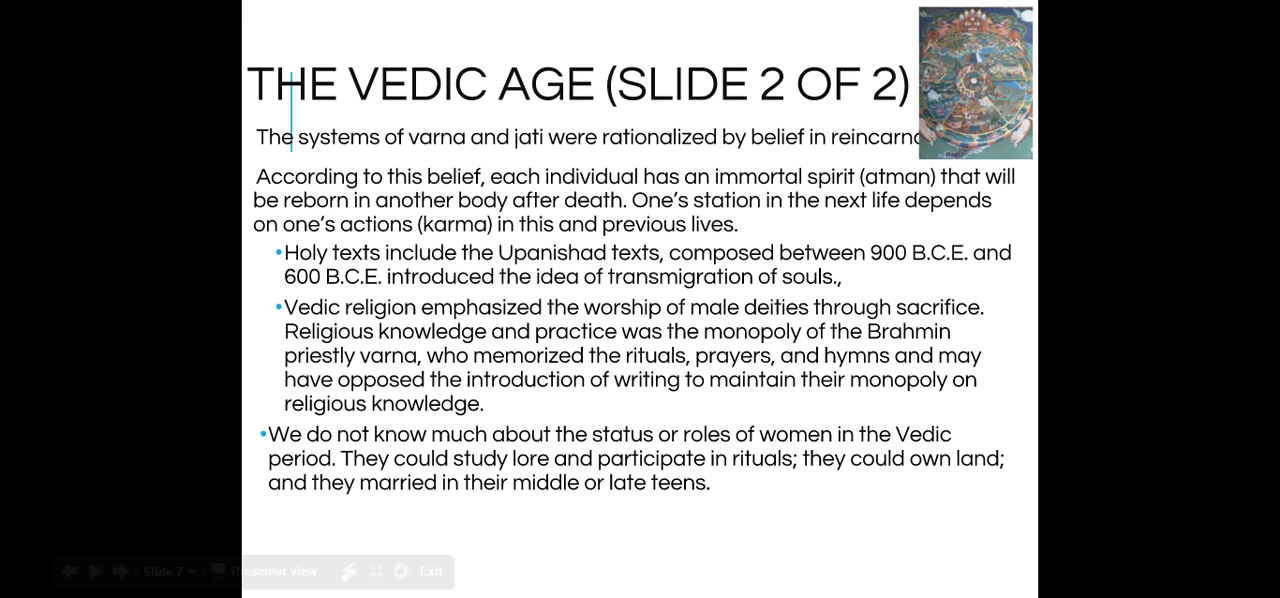 THE VEDIC AGE (SLIDE 2 OF 2)
The systems of varna and jati were rationalized by belief in
According to this belief, each individual has an immortal spirit (atman) that will
be reborn in another body after death. One's station in the next life depends
on one's actions (karma) in this and previous lives.
•Holy texts include the Upanishad texts, composed between 900 B.C.E. and
600 B.C.E. introduced the idea of transmigration of souls.,
•Vedic religion emphasized the worship of male deities through sacrifice.
Religious knowledge and practice was the monopoly of the Brahmin
priestly varna, who memorized the rituals, prayers, and hymns and may
have opposed the introduction of writing to maintain their monopoly on
religious knowledge.
•We do not know much about the status or roles of women in the Vedic
period. They could study lore and participate in rituals; they could own land;
and they married in their middle or late teens.
Slide 7 Presenter view Exit